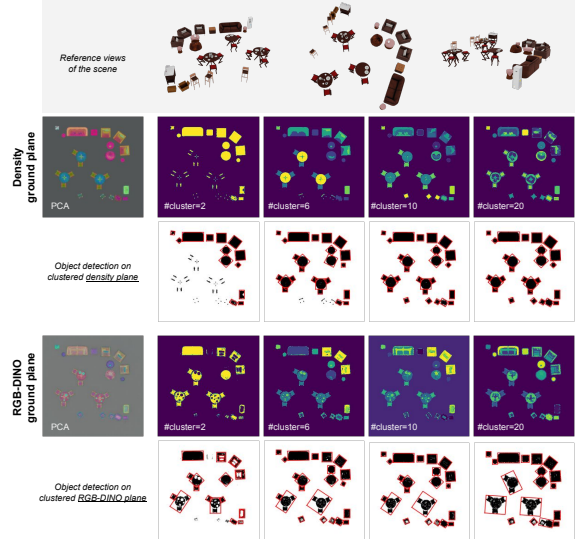 Reference views
of the scene
Density
ground plane
PCA
#cluster=2
#cluster=6
#cluster=10
#cluster=20
Object detection on
clustered density plane
RGB-DINO
ground plane
PCA
#cluster=2
#cluster=6
#cluster=10
#cluster=20
Object detection on
clustered RGB-DINO plane